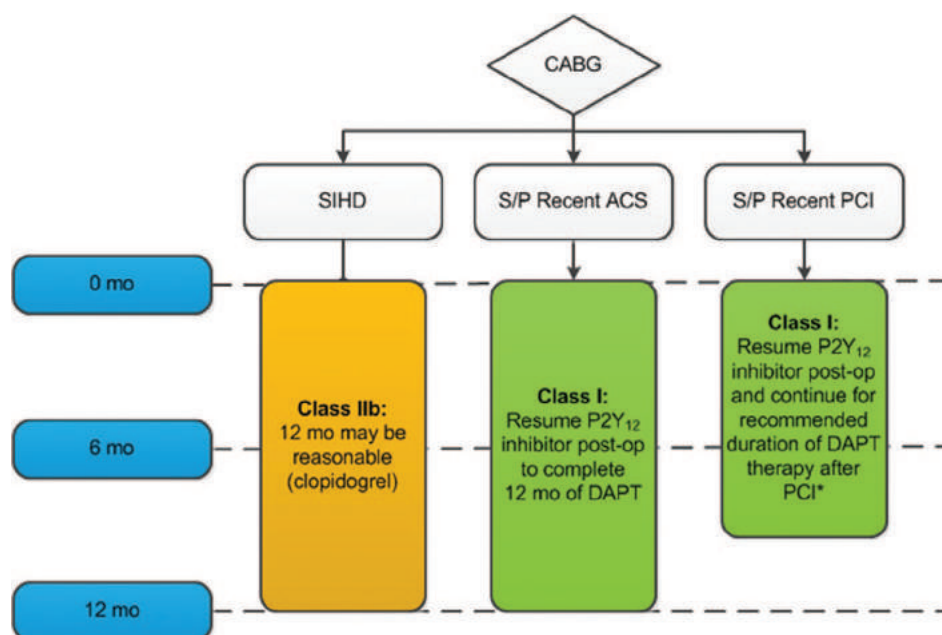 CABG
SIHD
S/P Recent ACS
S/P Recent PCI
0 mo
6 mo
12 mo
Class IIb:
12 mo may be
reasonable
(clopidogrel)
Class I:
Resume P2Y₁₂
inhibitor post-op
to complete
12 mo of DAPT
Class I:
Resume P2Y₁₂
inhibitor post-op
and continue for
recommended
duration of DAPT
therapy after
PCI*